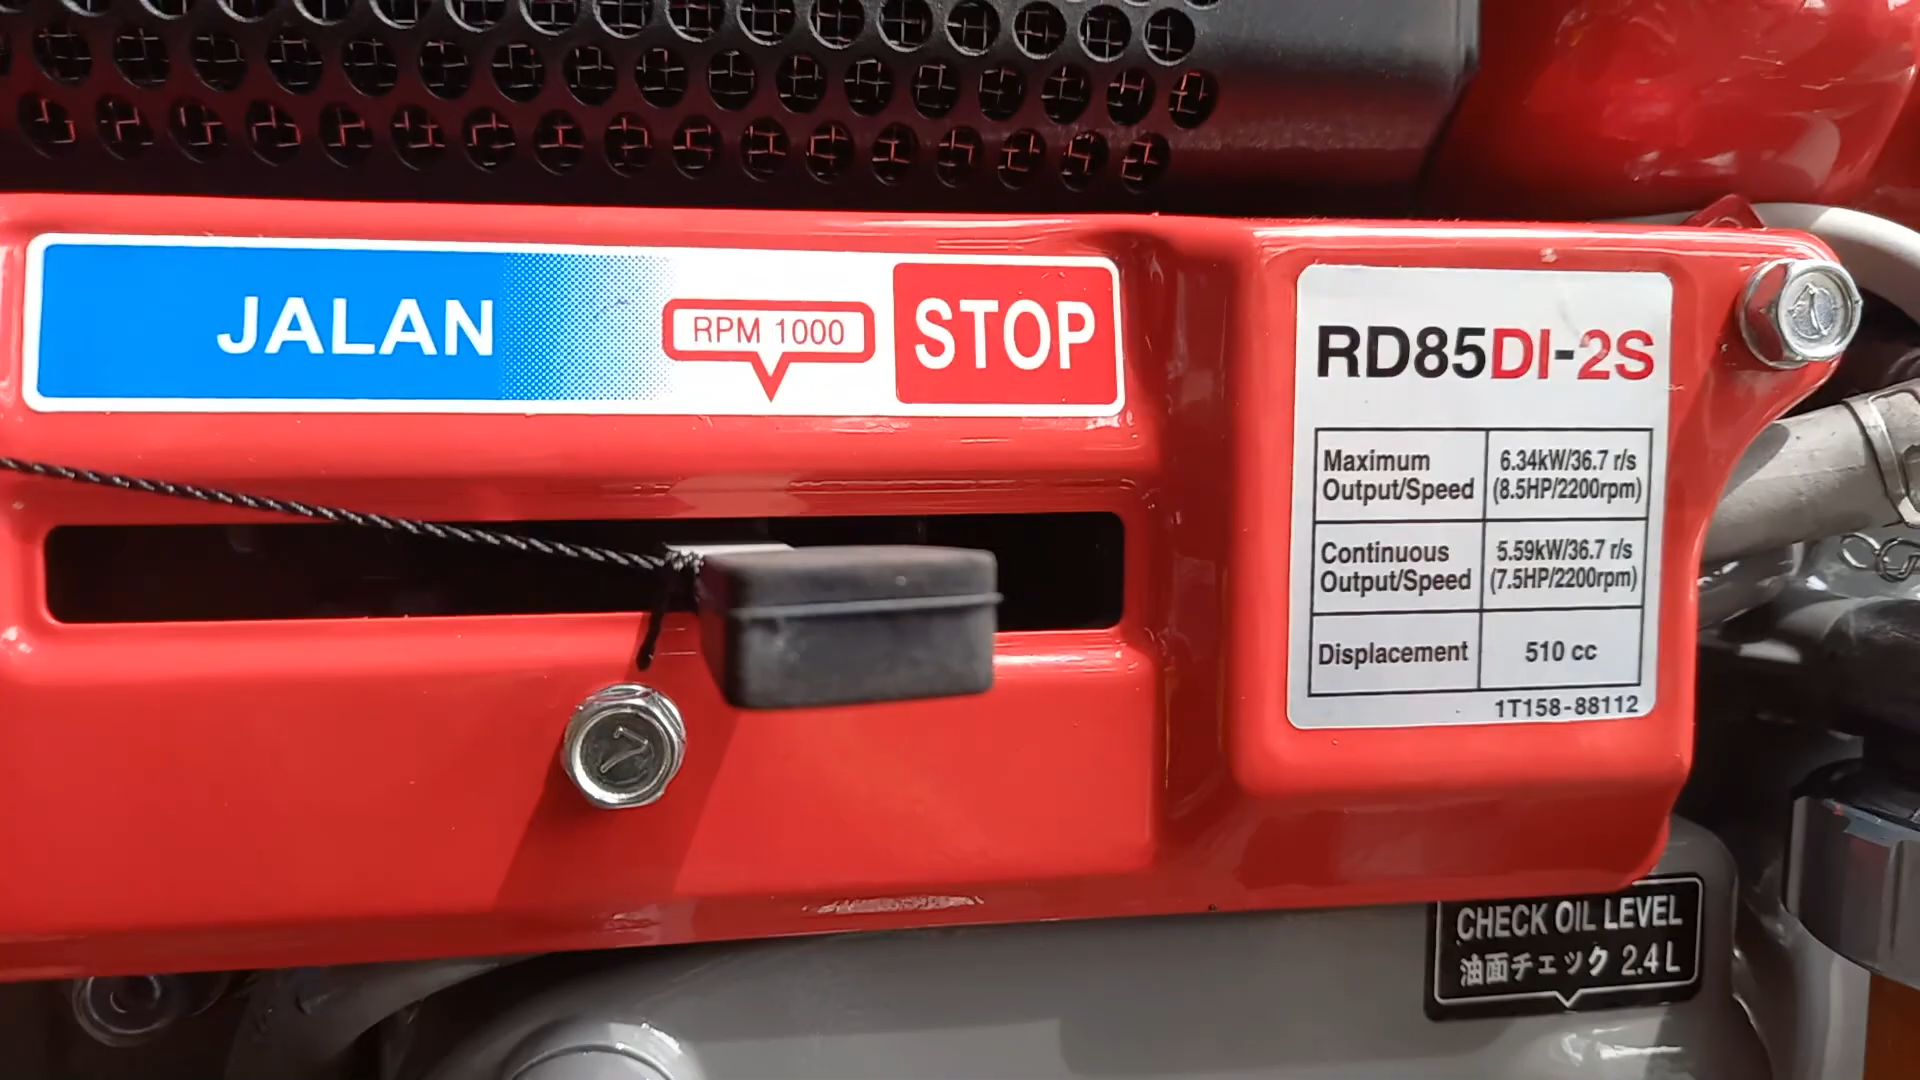 JALAN
RPM 1000
STOP
RD85DI-2S
Maximum
Output/Speed
6.34kW/36.7 r/s
(8.5HP/2200rpm)
Continuous
Output/Speed
5.59kW/36.7 r/s
(7.5HP/2200rpm)
Displacement
510 cc
1T158-88112
CHECK OIL LEVEL
油面チェック 2.4L
7